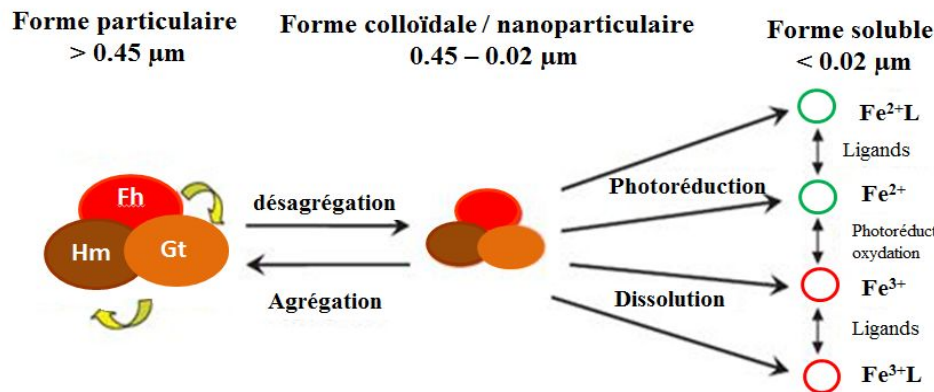 Forme particulaire
> 0.45 µm
Forme colloïdale / nanoparticulaire
0.45 – 0.02 µm
Forme soluble
< 0.02 µm
Fh
Hm
Gt
désagrégation
Agrégation
Photoréduction
Dissolution
Fe²⁺L
Ligands
Fe²⁺
Photoréduct
oxydation
Fe³⁺
Ligands
Fe³⁺L